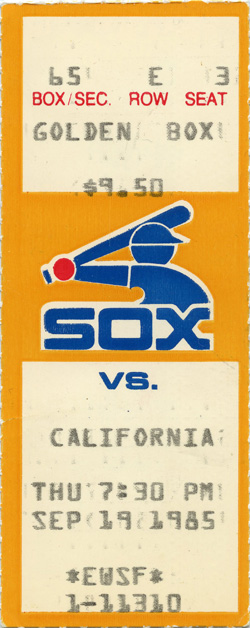 65 E 3
BOX/SEC. ROW SEAT
GOLDEN BOX
$9.50
SOX
VS.
CALIFORNIA
THU 7:30 PM
SEP 19 1985
*EWSF*
1-11310